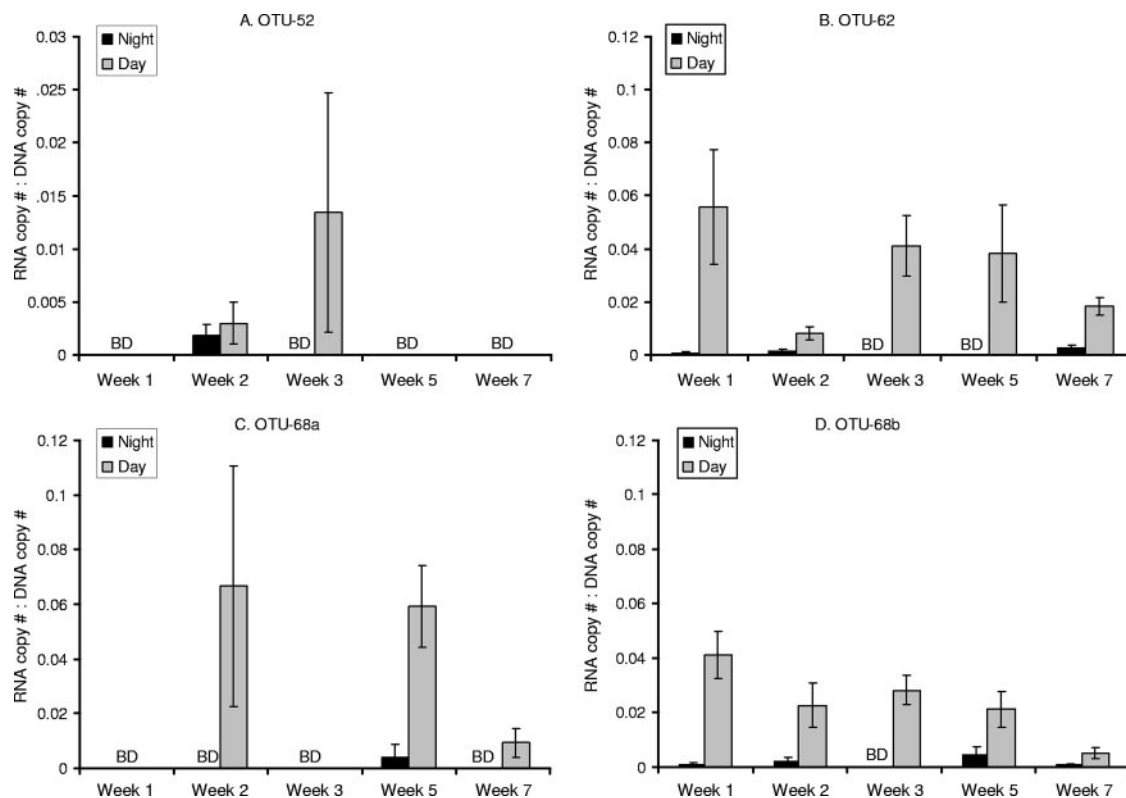 A. OTU-52
Night
Day
RNA copy # : DNA copy #
0.03
0.025
0.02
0.015
0.01
0.005
0
BD
BD
BD
BD
Week 1 Week 2 Week 3 Week 5 Week 7
B. OTU-62
Night
Day
RNA copy # : DNA copy #
0.12
0.1
0.08
0.06
0.04
0.02
0
BD
BD
Week 1 Week 2 Week 3 Week 5 Week 7
C. OTU-68a
Night
Day
RNA copy # : DNA copy #
0.12
0.1
0.08
0.06
0.04
0.02
0
BD
BD
BD
BD
Week 1 Week 2 Week 3 Week 5 Week 7
D. OTU-68b
Night
Day
RNA copy # : DNA copy #
0.12
0.1
0.08
0.06
0.04
0.02
0
BD
Week 1 Week 2 Week 3 Week 5 Week 7